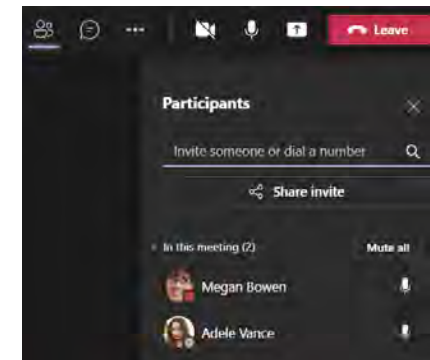 Leave
Participants
Invite someone or dial a number
Share invite
In this meeting (2) Mute all
Megan Bowen
Adele Vance